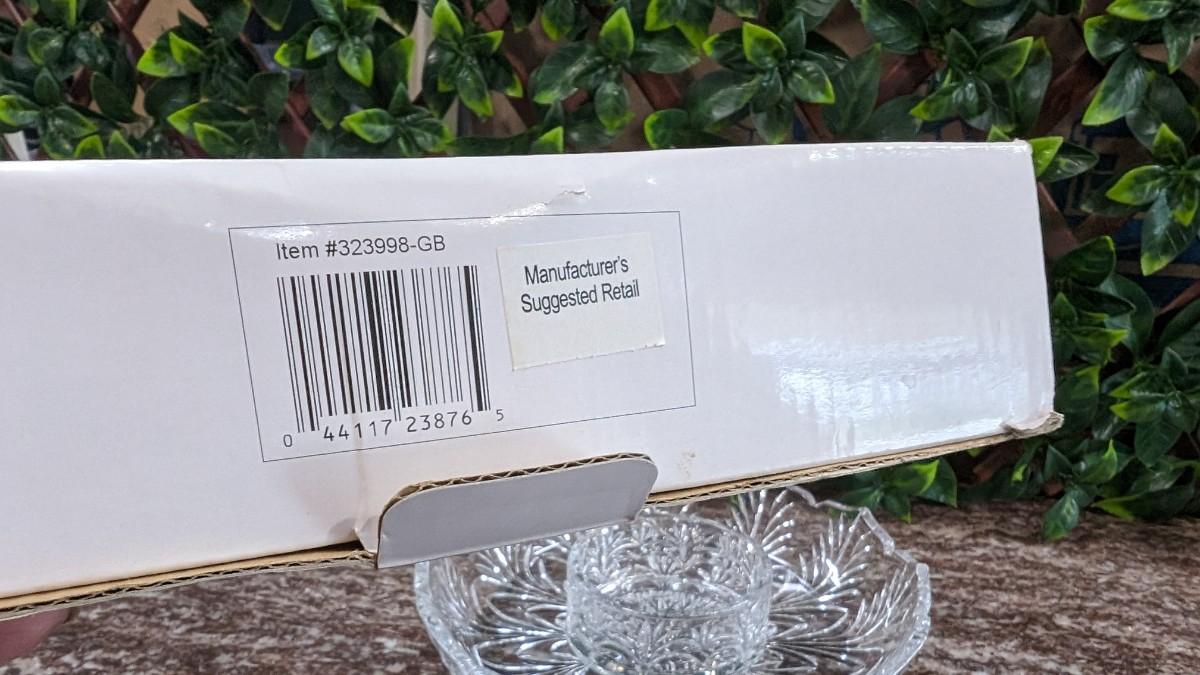 Item #323998-GB
Manufacturer's
Suggested Retail
0 44117 23876 5